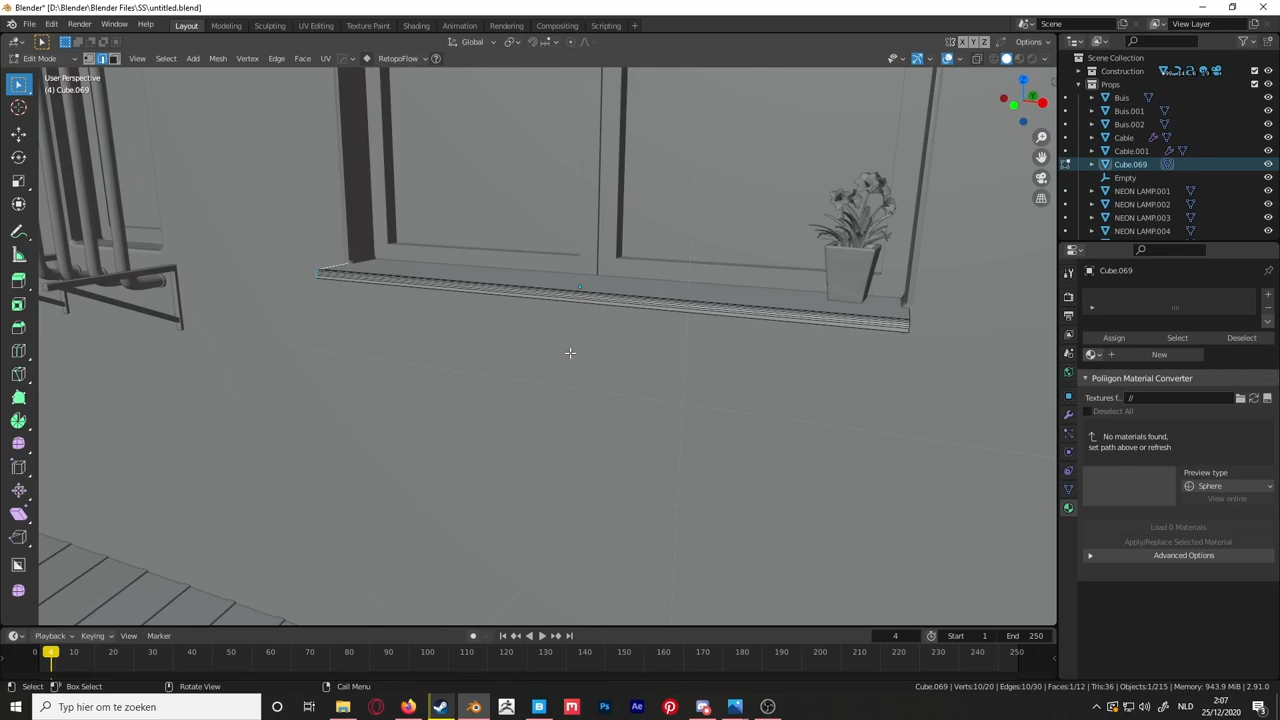 Blender* [D:\Blender\Blender Files\SS\untitled.blend]
File Edit Render Window Help Layout Modeling Sculpting UV Editing Texture Paint Shading Animation Rendering Compositing Scripting + Scene View Layer
Global X Y Z Options
Edit Mode View Select Add Mesh Vertex Edge Face UV RetopoFlow
User Perspective
(4) Cube.069
Z
Y
X
Scene Collection
Construction
Props
Buis
Buis.001
Buis.002
Cable
Cable.001
Cube.069
Empty
NEON LAMP.001
NEON LAMP.002
NEON LAMP.003
NEON LAMP.004
Cube.069
Assign Select Deselect
New
Poliigon Material Converter
Textures f.. //
Deselect All
No materials found,
set path above or refresh
Preview type
Sphere
View online
Load 0 Materials
Apply/Replace Selected Material
Advanced Options
Playback Keying View Marker 4 Start 1 End 250
0 4 10 20 30 40 50 60 70 80 90 100 110 120 130 140 150 160 170 180 190 200 210 220 230 240 250
Select Box Select Rotate View Call Menu Cube.069 | Verts:10/20 | Edges:10/30 | Faces:1/12 | Tris:36 | Objects:1/215 | Memory: 943.9 MiB | 2.91.0
Typ hier om te zoeken
NLD
2:07
25/12/2020